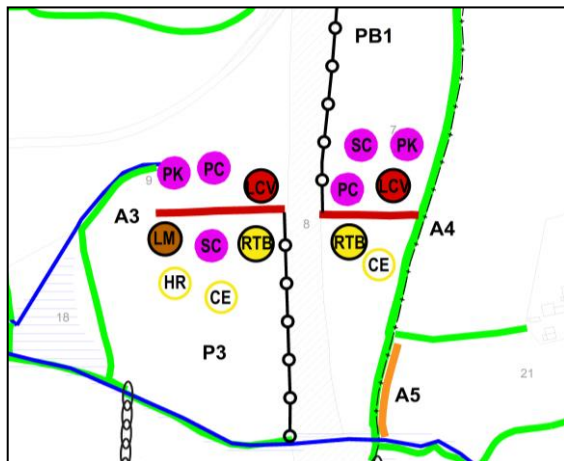 PB1
7
SC
PK
PK
PC
9
LCV
PC
LCV
A3
8
A4
LM
SC
RTB
RTB
CE
HR
CE
18
P3
21
A5